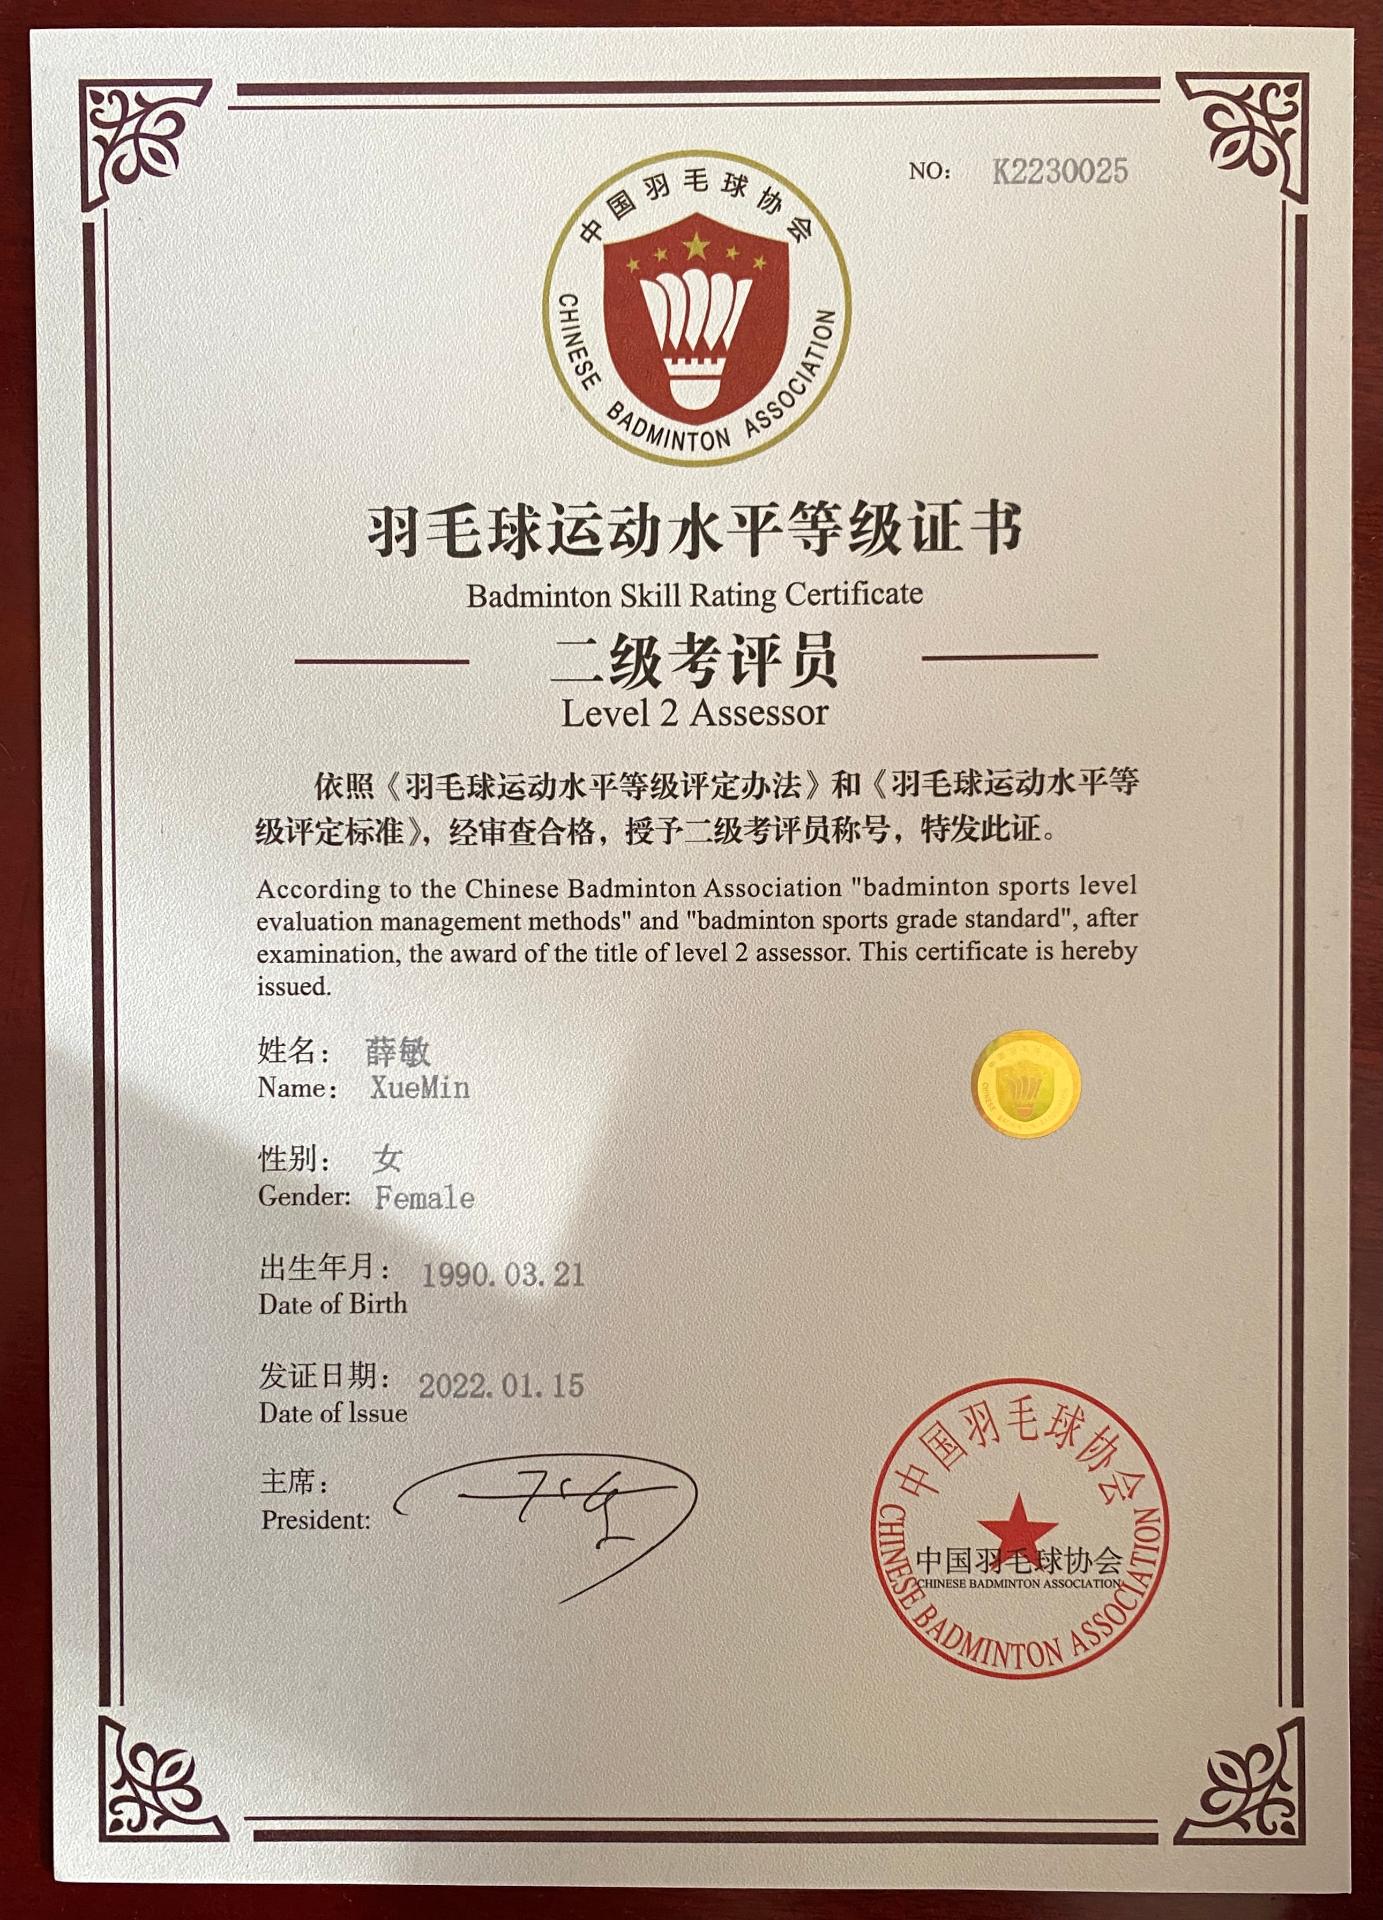 NO: K2230025
中国羽毛球协会
CHINESE BADMINTON ASSOCIATION
羽毛球运动水平等级证书
Badminton Skill Rating Certificate
二级考评员
Level 2 Assessor
依照《羽毛球运动水平等级评定办法》和《羽毛球运动水平等
级评定标准》，经审查合格，授予二级考评员称号，特发此证。
According to the Chinese Badminton Association "badminton sports level
evaluation management methods" and "badminton sports grade standard", after
examination, the award of the title of level 2 assessor. This certificate is hereby
issued.
姓名： 薛敏
Name: XueMin
性别： 女
Gender: Female
出生年月： 1990.03.21
Date of Birth
发证日期： 2022.01.15
Date of lssue
主席：
President:
中国羽毛球协会
中国羽毛球协会
CHINESE BADMINTON ASSOCIATION
CHINESE BADMINTON ASSOCIATION